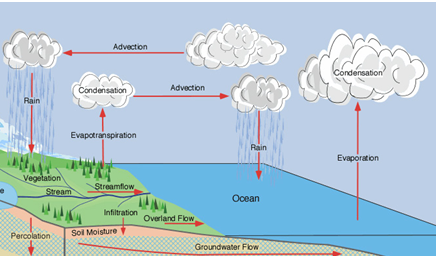 Advection
Condensation
Condensation
Advection
Rain
Evapotranspiration
Rain
Evaporation
Vegetation
Streamflow
Stream
Ocean
Infiltration
Overland Flow
Soil Moisture
Percolation
Groundwater Flow